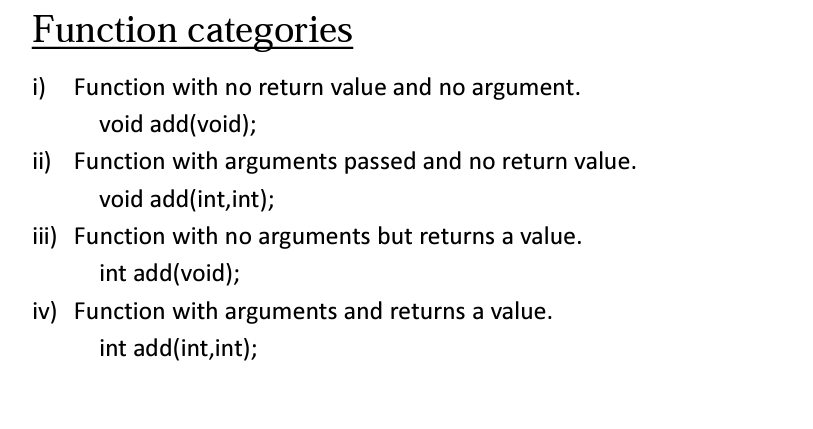 Function categories
i) Function with no return value and no argument.
void add(void);
ii) Function with arguments passed and no return value.
void add(int,int);
iii) Function with no arguments but returns a value.
int add(void);
iv) Function with arguments and returns a value.
int add(int,int);